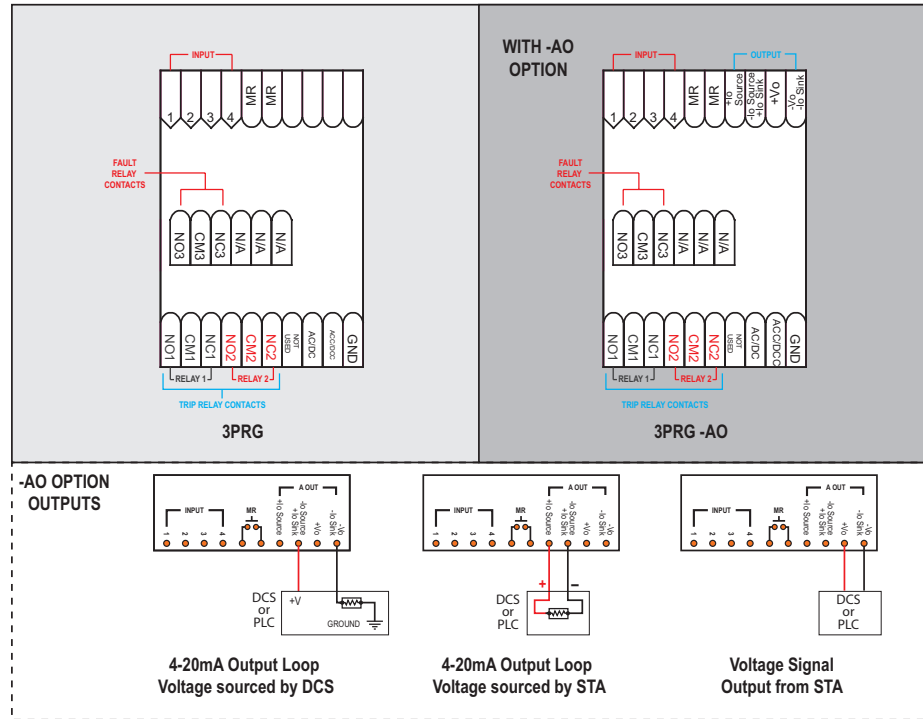 INPUT
1
2
3
4
MR
MR
FAULT
RELAY
CONTACTS
NO3
CM3
NC3
N/A
N/A
N/A
NO1
CM1
NC1
NO2
CM2
NC2
NOT
USED
AC/DC
ACC/DCC
GND
RELAY 1
RELAY 2
TRIP RELAY CONTACTS
3PRG
WITH -AO
OPTION
INPUT
OUTPUT
1
2
3
4
MR
MR
+Io
Source
-Io Source
+Io Sink
+Vo
-Vo
-Io Sink
FAULT
RELAY
CONTACTS
NO3
CM3
NC3
N/A
N/A
N/A
NO1
CM1
NC1
NO2
CM2
NC2
NOT
USED
AC/DC
ACC/DCC
GND
RELAY 1
RELAY 2
TRIP RELAY CONTACTS
3PRG -AO
-AO OPTION
OUTPUTS
A OUT
INPUT
MR
1
2
3
4
+Io Source
-Io Source
+Io Sink
+Vo
-Vo
-Io Sink
DCS
or
PLC
+V
GROUND
4-20mA Output Loop
Voltage sourced by DCS
A OUT
INPUT
MR
1
2
3
4
+Io Source
-Io Source
+Io Sink
+Vo
-Vo
-Io Sink
+
–
DCS
or
PLC
4-20mA Output Loop
Voltage sourced by STA
A OUT
INPUT
MR
1
2
3
4
+Io Source
-Io Source
+Io Sink
+Vo
-Vo
-Io Sink
DCS
or
PLC
Voltage Signal
Output from STA